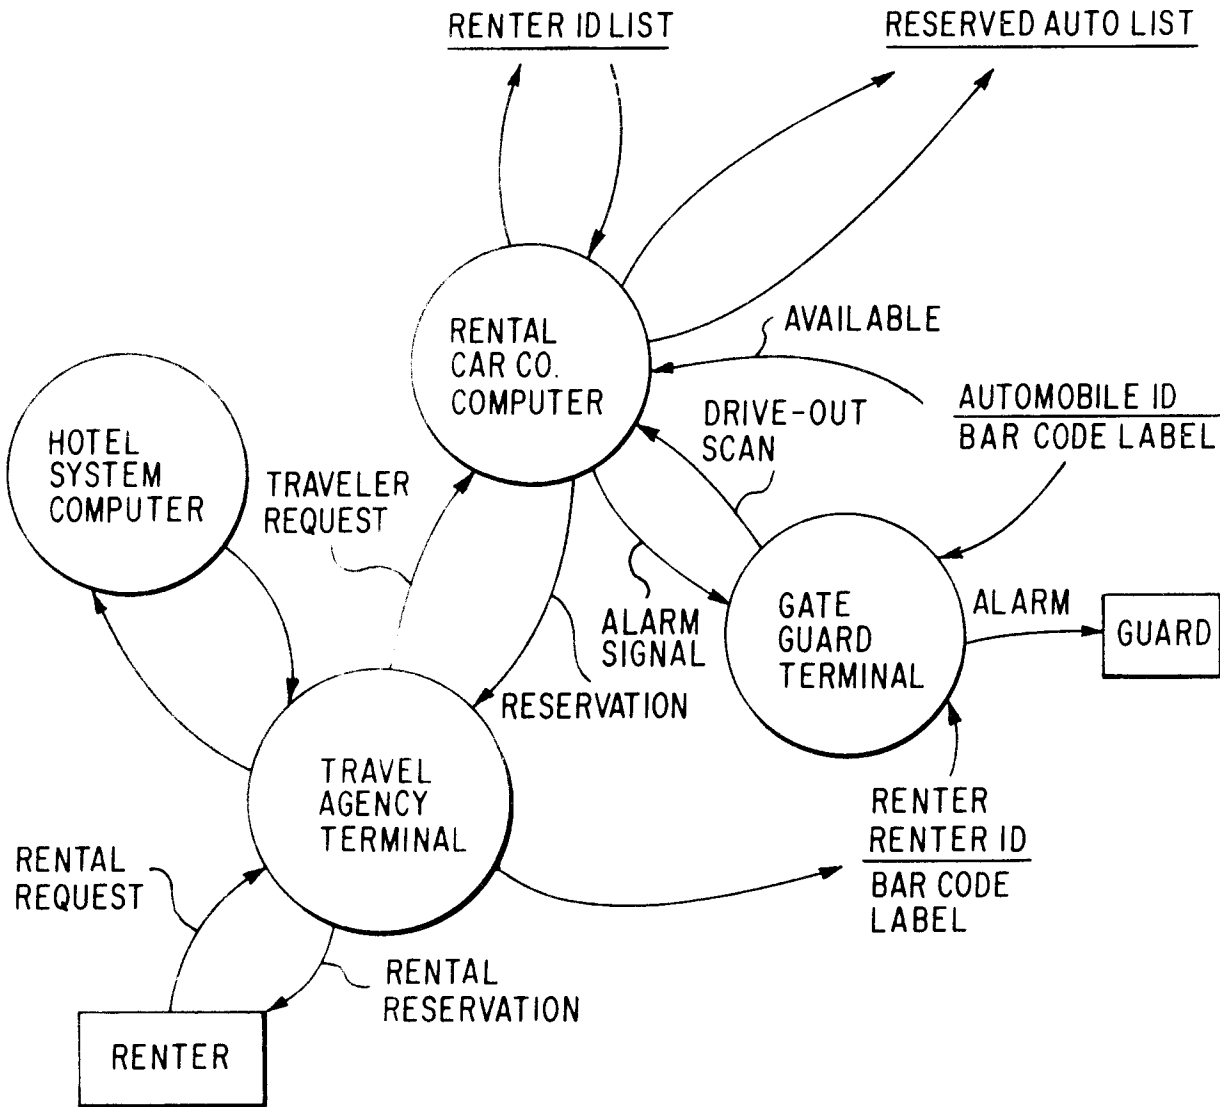 RENTER ID LIST
RESERVED AUTO LIST
AVAILABLE
RENTAL
CAR CO.
COMPUTER
AUTOMOBILE ID
BAR CODE LABEL
DRIVE-OUT
SCAN
HOTEL
SYSTEM
COMPUTER
TRAVELER
REQUEST
ALARM
SIGNAL
GATE
GUARD
TERMINAL
ALARM
GUARD
RESERVATION
TRAVEL
AGENCY
TERMINAL
RENTER
RENTER ID
BAR CODE
LABEL
RENTAL
REQUEST
RENTAL
RESERVATION
RENTER